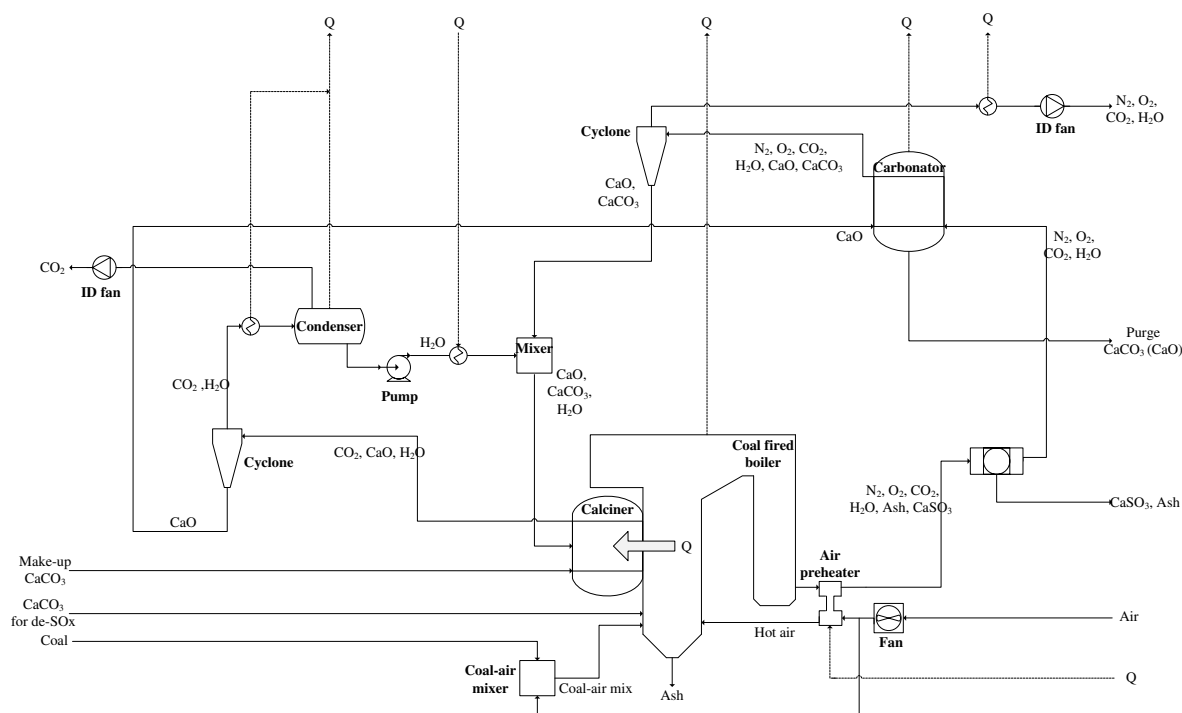 Q
Q
Q
Q
Q
N₂, O₂,
CO₂, H₂O
ID fan
Cyclone
N₂, O₂, CO₂,
H₂O, CaO, CaCO₃
Carbonator
CaO,
CaCO₃
CaO
N₂, O₂,
CO₂, H₂O
CO₂
ID fan
Condenser
H₂O
Mixer
Purge
CaCO₃ (CaO)
Pump
CO₂ ,H₂O
CaO,
CaCO₃,
H₂O
Cyclone
CO₂, CaO, H₂O
Coal fired
boiler
N₂, O₂, CO₂,
H₂O, Ash, CaSO₃
CaSO₃, Ash
CaO
Calciner
Q
Make-up
CaCO₃
Air
preheater
CaCO₃
for de-SOx
Air
Coal
Hot air
Fan
Coal-air
mixer
Coal-air mix
Ash
Q